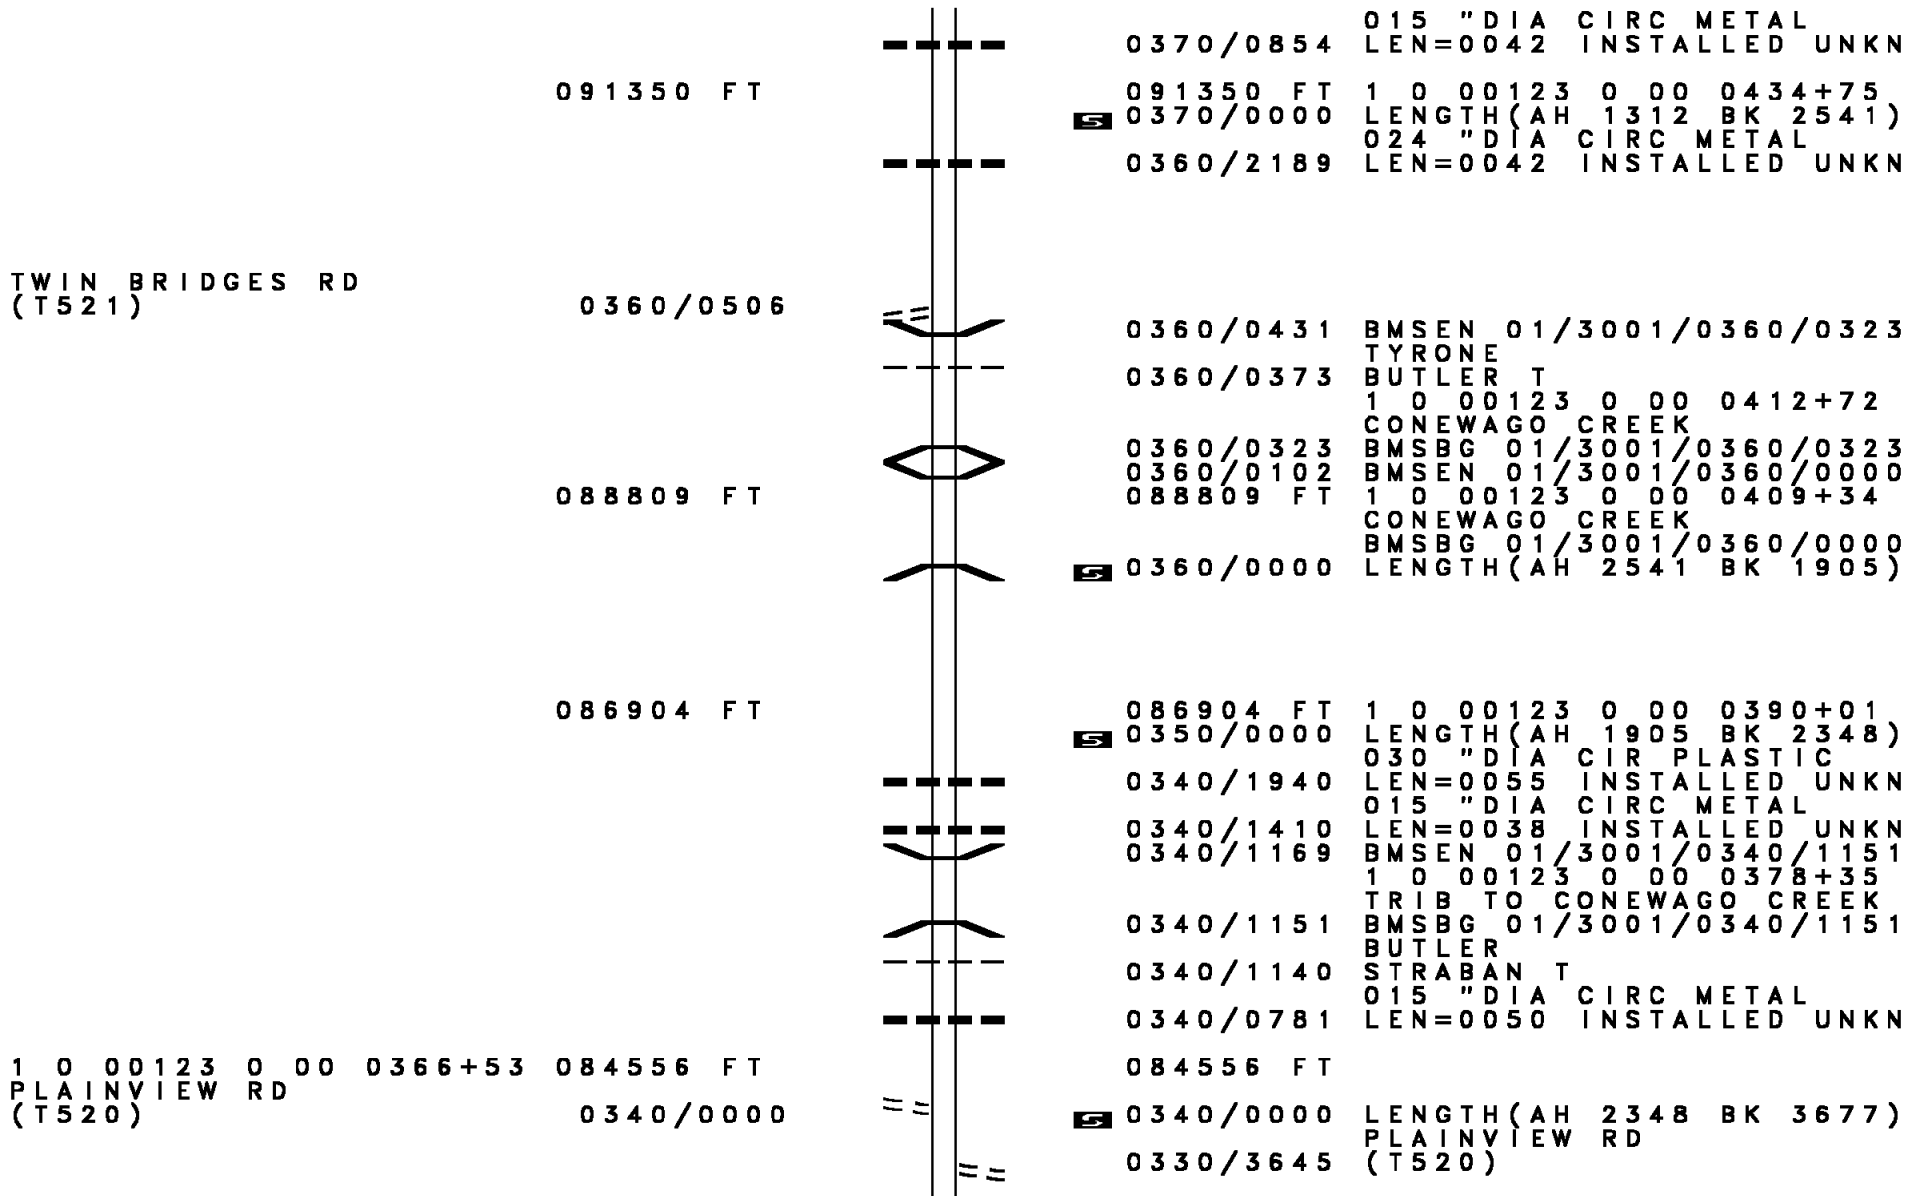 015 "DIA CIRC METAL
0370/0854 LEN=0042 INSTALLED UNKN
091350 FT 091350 FT 1 0 00123 0 00 0434+75
S 0370/0000 LENGTH(AH 1312 BK 2541)
024 "DIA CIRC METAL
0360/2189 LEN=0042 INSTALLED UNKN
TWIN BRIDGES RD
(T521) 0360/0506
0360/0431 BMSEN 01/3001/0360/0323
TYRONE
0360/0373 BUTLER T
1 0 00123 0 00 0412+72
CONEWAGO CREEK
0360/0323 BMSBG 01/3001/0360/0323
0360/0102 BMSEN 01/3001/0360/0000
088809 FT 088809 FT 1 0 00123 0 00 0409+34
CONEWAGO CREEK
BMSBG 01/3001/0360/0000
S 0360/0000 LENGTH(AH 2541 BK 1905)
086904 FT 086904 FT 1 0 00123 0 00 0390+01
S 0350/0000 LENGTH(AH 1905 BK 2348)
030 "DIA CIR PLASTIC
0340/1940 LEN=0055 INSTALLED UNKN
015 "DIA CIRC METAL
0340/1410 LEN=0038 INSTALLED UNKN
0340/1169 BMSEN 01/3001/0340/1151
1 0 00123 0 00 0378+35
TRIB TO CONEWAGO CREEK
0340/1151 BMSBG 01/3001/0340/1151
BUTLER
0340/1140 STRABAN T
015 "DIA CIRC METAL
0340/0781 LEN=0050 INSTALLED UNKN
1 0 00123 0 00 0366+53 084556 FT 084556 FT
PLAINVIEW RD
(T520) 0340/0000 S 0340/0000 LENGTH(AH 2348 BK 3677)
PLAINVIEW RD
0330/3645 (T520)